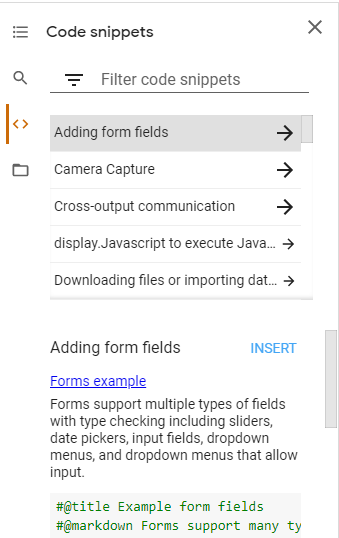 Code snippets
Filter code snippets
Adding form fields
Camera Capture
Cross-output communication
display.Javascript to execute Java...
Downloading files or importing dat...
Adding form fields
INSERT
Forms example
Forms support multiple types of fields
with type checking including sliders,
date pickers, input fields, dropdown
menus, and dropdown menus that allow
input.
#@title Example form fields
#@markdown Forms support many ty